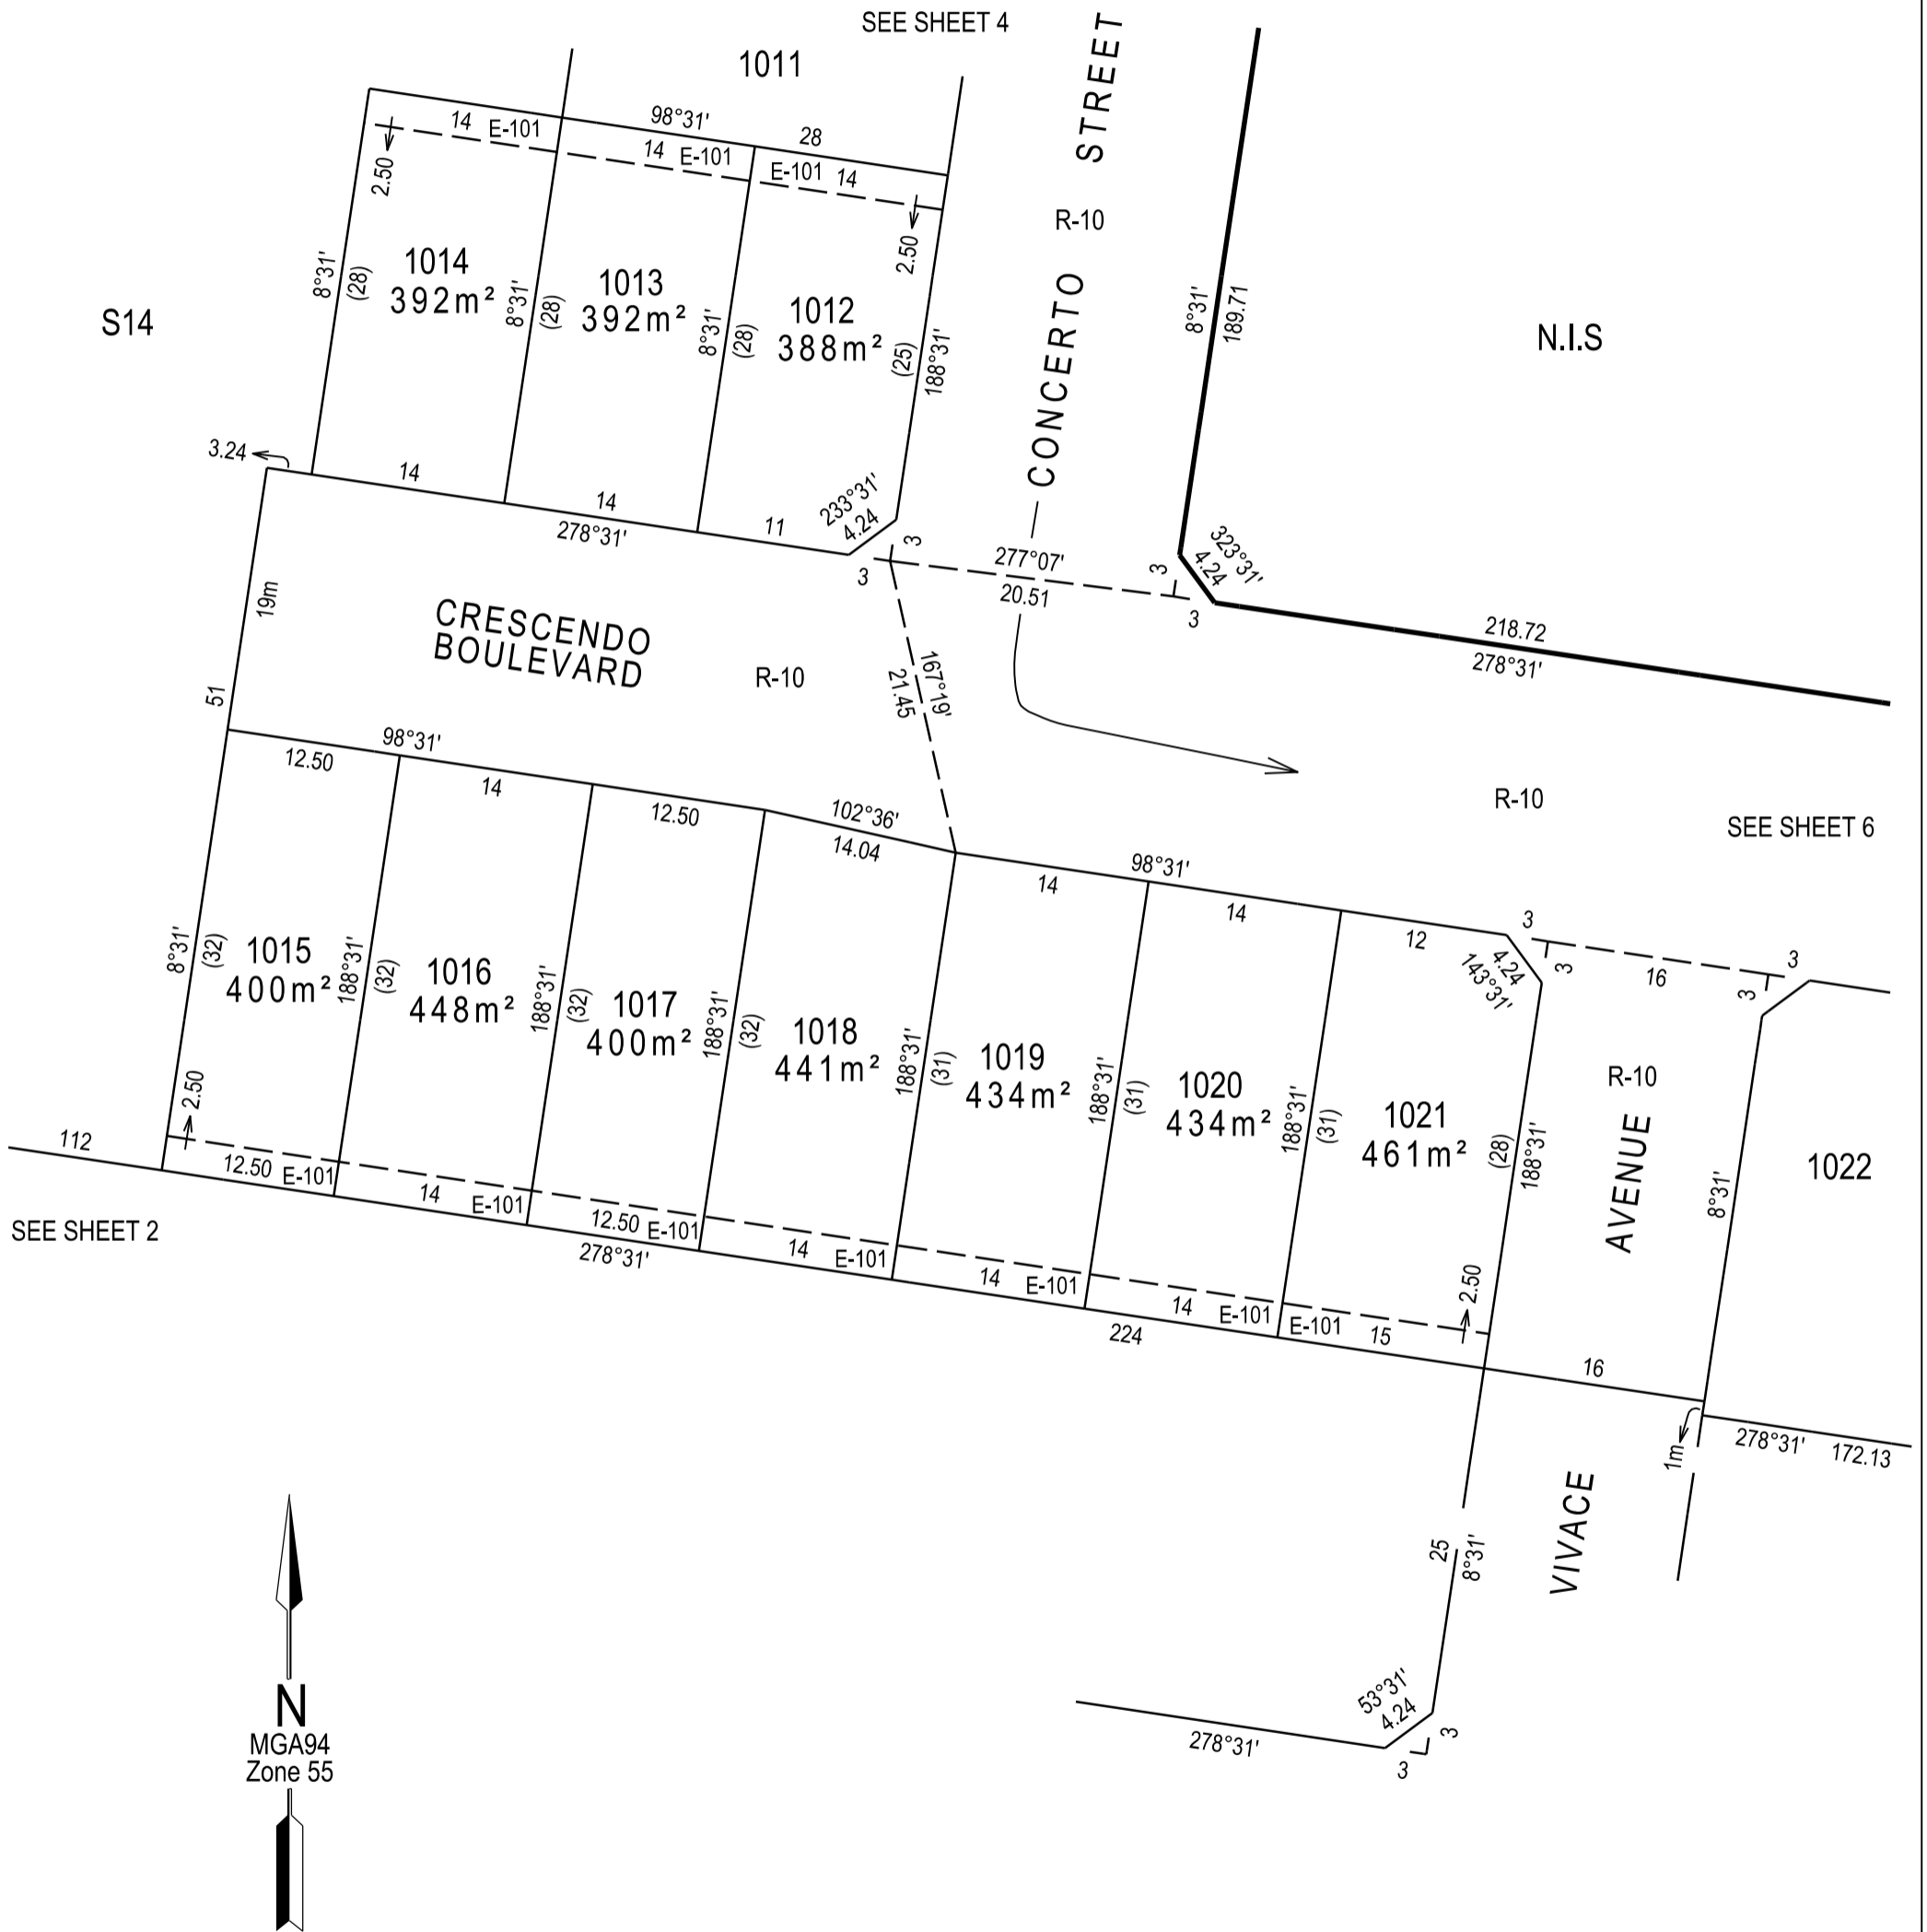 SEE SHEET 4
1011
CONCERTO STREET
14
E-101
98°31'
28
14
E-101
E-101
14
2.50
2.50
R-10
8°31'
(28)
1014
392m²
8°31'
(28)
1013
392m²
8°31'
(28)
1012
388m²
(25)
188°31'
8°31'
189.71
S14
N.I.S
3.24
14
14
278°31'
11
233°31'
4.24
3
3
277°07'
20.51
3
3
323°31'
4.24
218.72
278°31'
19m
51
CRESCENDO
BOULEVARD
R-10
167°19'
21.45
R-10
SEE SHEET 6
98°31'
12.50
14
12.50
102°36'
14.04
98°31'
14
14
12
3
4.24
143°31'
3
16
3
3
8°31'
(32)
1015
400m²
188°31'
(32)
1016
448m²
188°31'
(32)
1017
400m²
188°31'
(32)
1018
441m²
188°31'
(31)
1019
434m²
188°31'
(31)
1020
434m²
188°31'
(31)
1021
461m²
(28)
188°31'
R-10
VIVACE AVENUE
8°31'
1022
2.50
2.50
112
SEE SHEET 2
12.50
E-101
14
E-101
12.50
E-101
278°31'
14
E-101
14
E-101
14
E-101
E-101
15
224
16
1m
278°31'
172.13
25
8°31'
53°31'
4.24
3
3
278°31'
N
MGA94
Zone 55